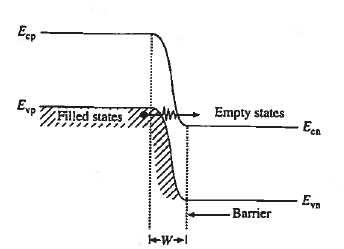 Ecp
Evp
Filled states
Empty states
Ecn
Evn
Barrier
W